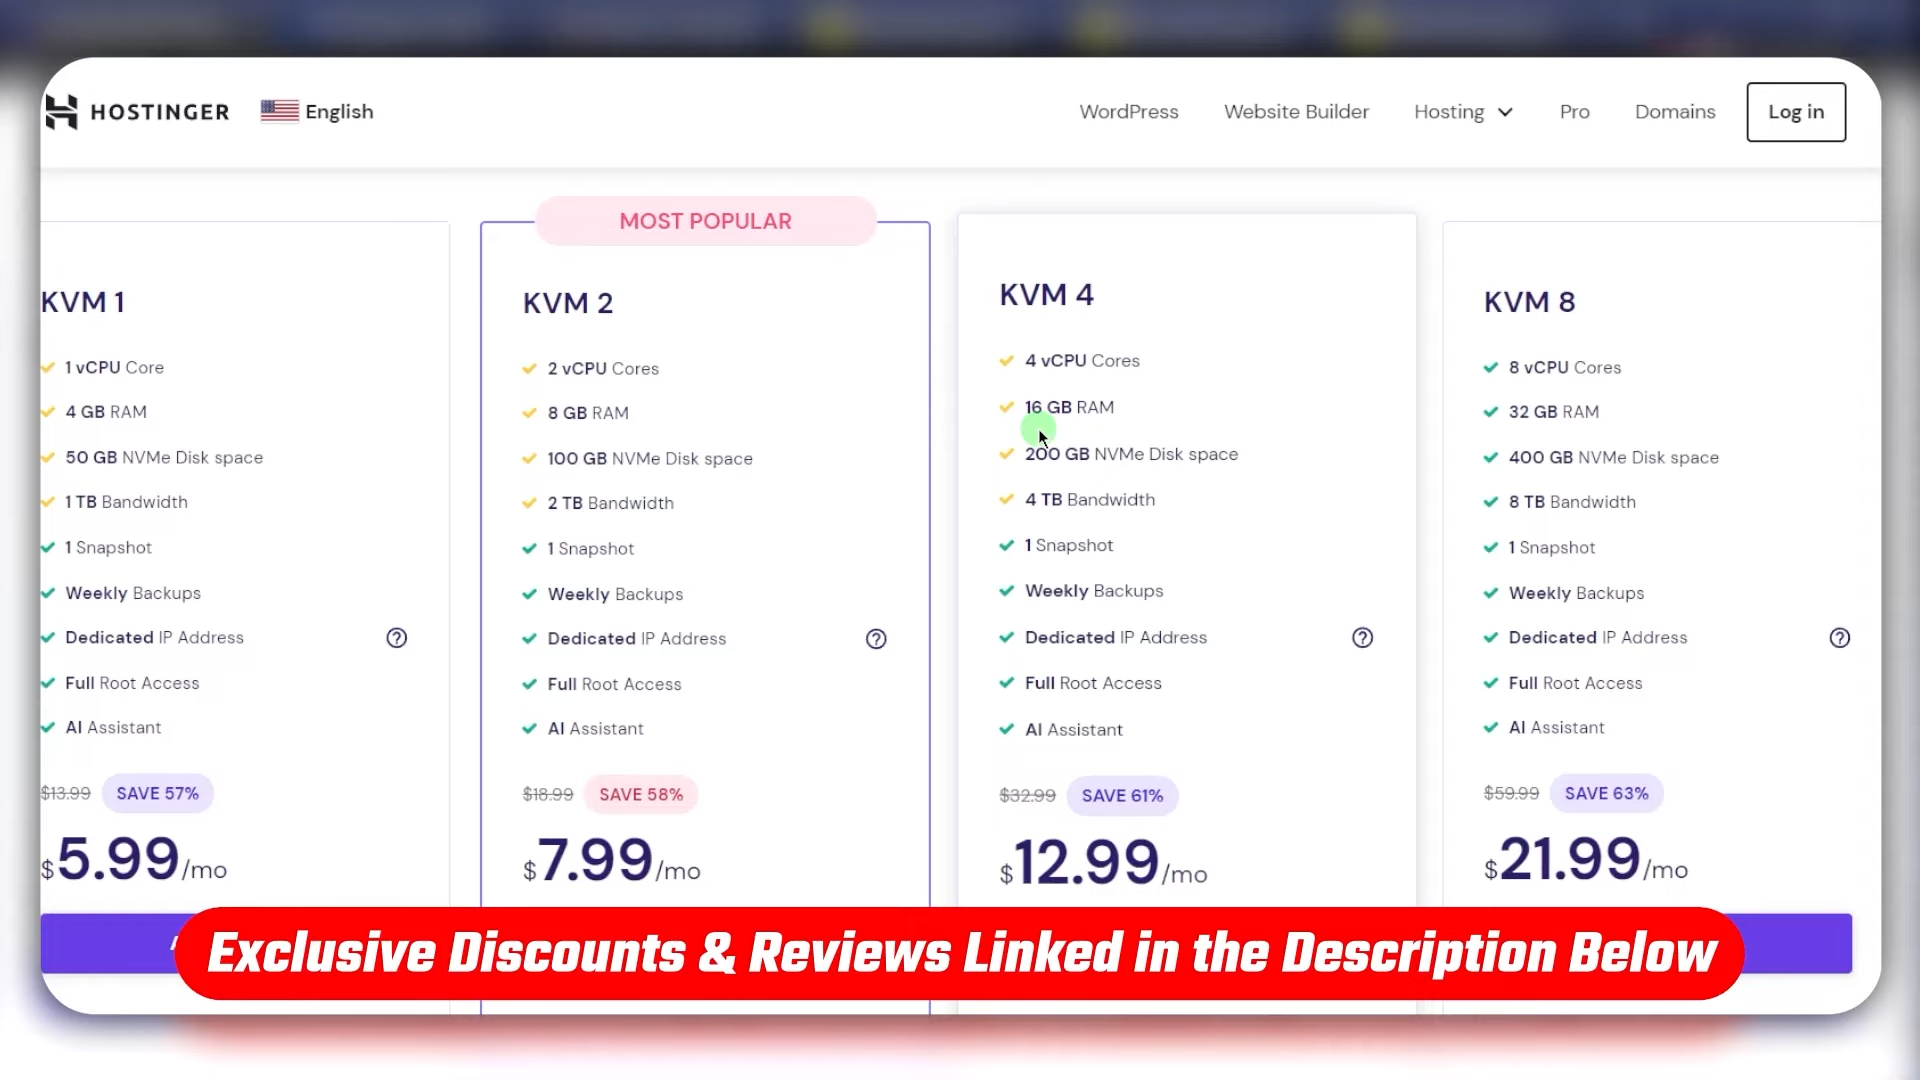 HOSTINGER
English
WordPress
Website Builder
Hosting
Pro
Domains
Log in
KVM 1
1 vCPU Core
4 GB RAM
50 GB NVMe Disk space
1 TB Bandwidth
1 Snapshot
Weekly Backups
Dedicated IP Address
Full Root Access
AI Assistant
$13.99 SAVE 57%
$5.99/mo
MOST POPULAR
KVM 2
2 vCPU Cores
8 GB RAM
100 GB NVMe Disk space
2 TB Bandwidth
1 Snapshot
Weekly Backups
Dedicated IP Address
Full Root Access
AI Assistant
$18.99 SAVE 58%
$7.99/mo
KVM 4
4 vCPU Cores
16 GB RAM
200 GB NVMe Disk space
4 TB Bandwidth
1 Snapshot
Weekly Backups
Dedicated IP Address
Full Root Access
AI Assistant
$32.99 SAVE 61%
$12.99/mo
KVM 8
8 vCPU Cores
32 GB RAM
400 GB NVMe Disk space
8 TB Bandwidth
1 Snapshot
Weekly Backups
Dedicated IP Address
Full Root Access
AI Assistant
$59.99 SAVE 63%
$21.99/mo
Exclusive Discounts & Reviews Linked in the Description Below